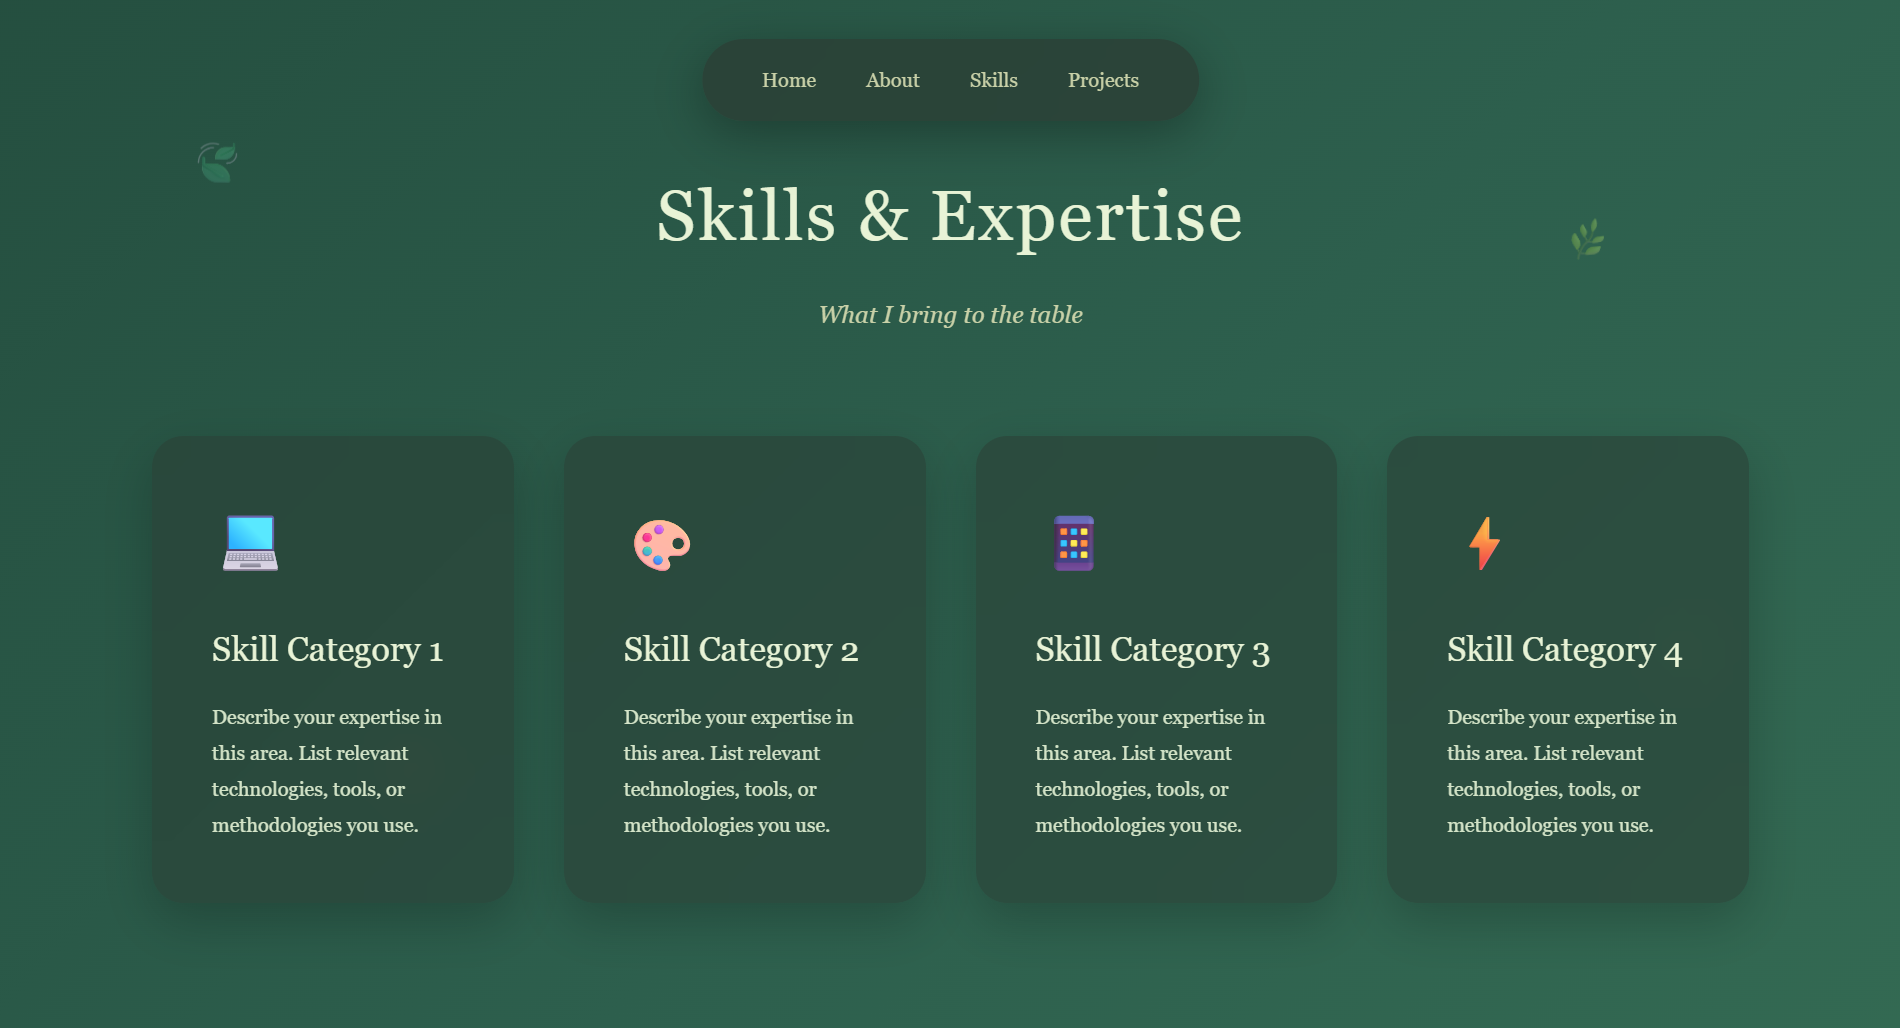 Home About Skills Projects
Skills & Expertise
What I bring to the table
Skill Category 1
Describe your expertise in
this area. List relevant
technologies, tools, or
methodologies you use.
Skill Category 2
Describe your expertise in
this area. List relevant
technologies, tools, or
methodologies you use.
Skill Category 3
Describe your expertise in
this area. List relevant
technologies, tools, or
methodologies you use.
Skill Category 4
Describe your expertise in
this area. List relevant
technologies, tools, or
methodologies you use.